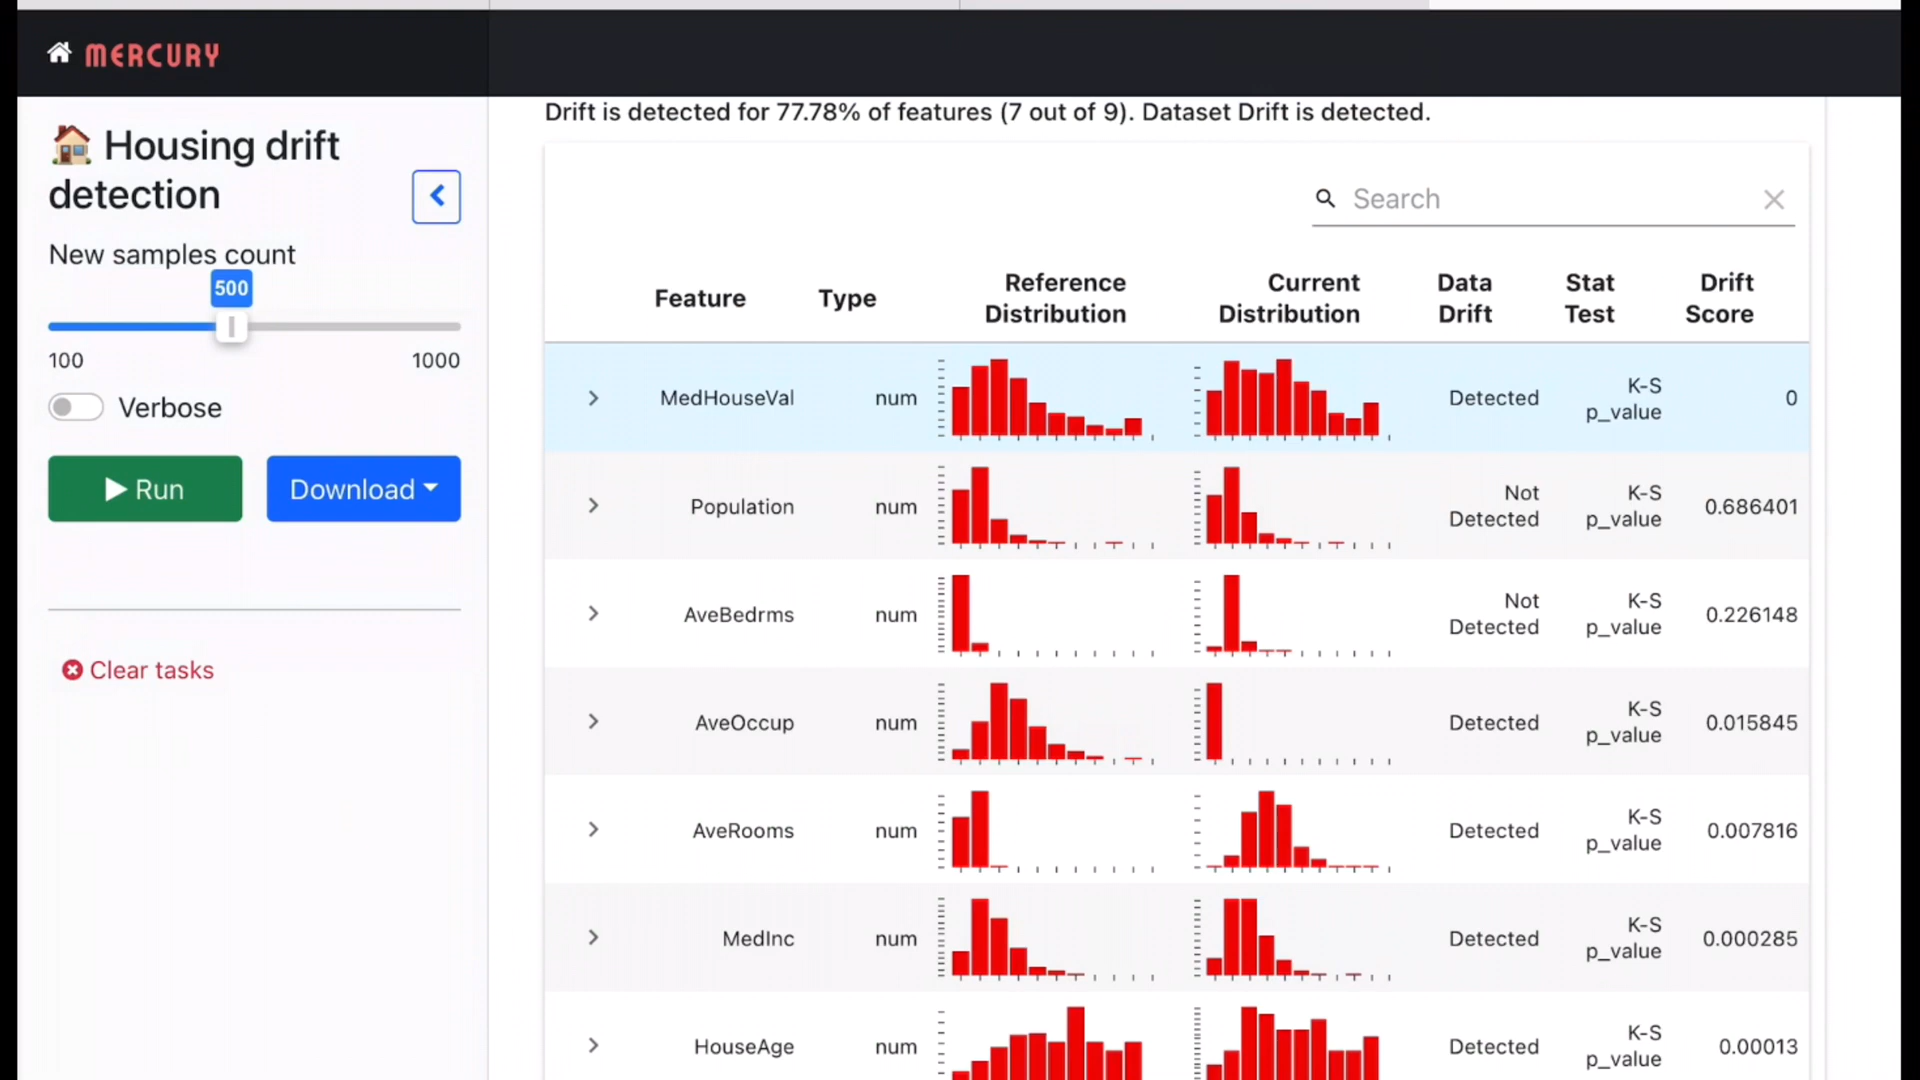 MERCURY
Drift is detected for 77.78% of features (7 out of 9). Dataset Drift is detected.
Housing drift
detection
New samples count
500
100 1000
Verbose
Run Download
Clear tasks
Search
Feature Type Reference Distribution Current Distribution Data Drift Stat Test Drift Score
MedHouseVal num Detected K-S p_value 0
Population num Not Detected K-S p_value 0.686401
AveBedrms num Not Detected K-S p_value 0.226148
AveOccup num Detected K-S p_value 0.015845
AveRooms num Detected K-S p_value 0.007816
MedInc num Detected K-S p_value 0.000285
HouseAge num Detected K-S p_value 0.00013